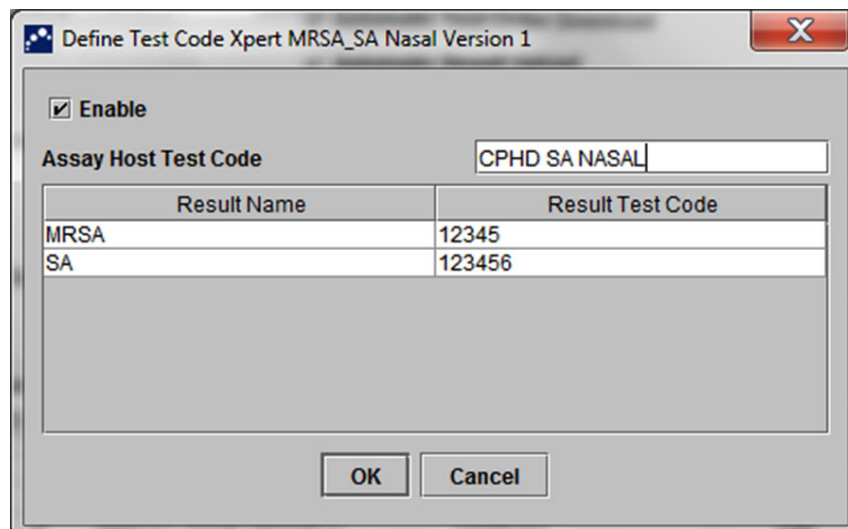 Define Test Code Xpert MRSA_SA Nasal Version 1
Enable
Assay Host Test Code CPHD SA NASAL
Result Name Result Test Code
MRSA 12345
SA 123456
OK Cancel